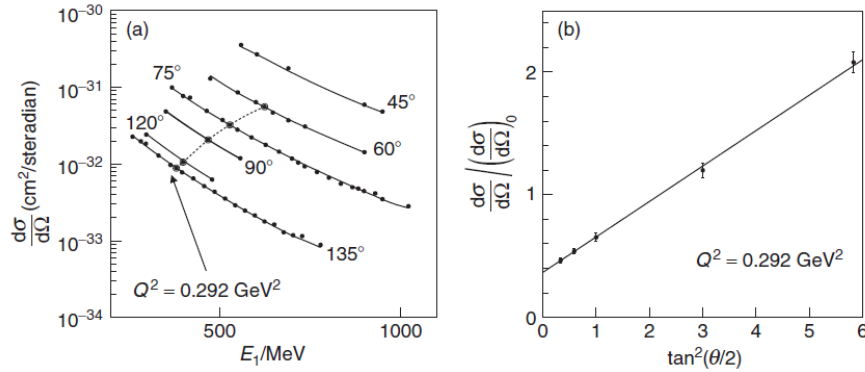 (a)
10⁻³⁰
10⁻³¹
10⁻³²
10⁻³³
10⁻³⁴
dσ/dΩ (cm²/steradian)
75°
45°
120°
60°
90°
135°
Q² = 0.292 GeV²
500
1000
E₁/MeV
(b)
2
1
0
dσ/dΩ / (dσ/dΩ)₀
Q² = 0.292 GeV²
0 1 2 3 4 5 6
tan²(θ/2)